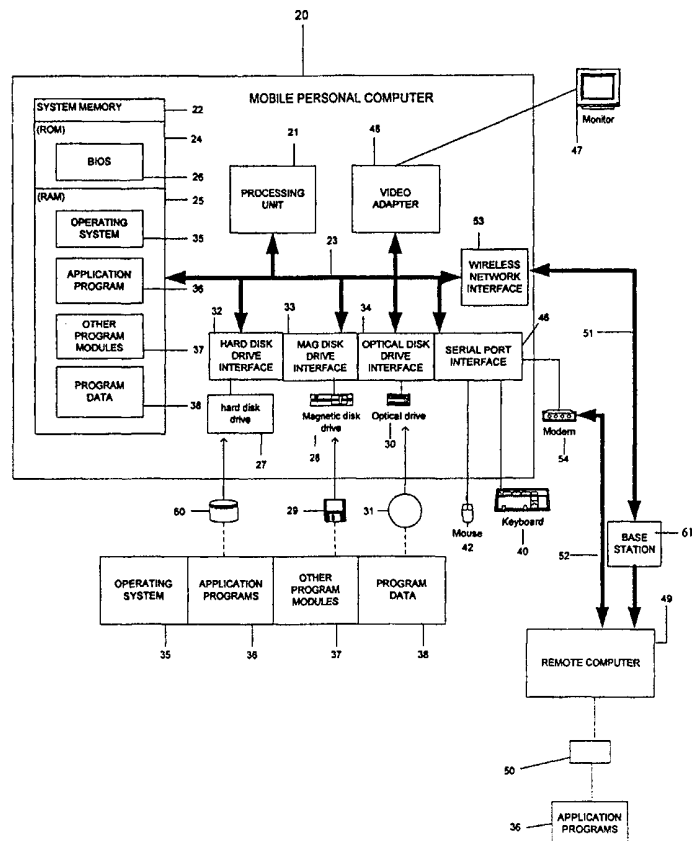 20
MOBILE PERSONAL COMPUTER
SYSTEM MEMORY
22
(ROM)
24
BIOS
26
(RAM)
25
OPERATING
SYSTEM
35
APPLICATION
PROGRAM
36
OTHER
PROGRAM
MODULES
37
PROGRAM
DATA
38
21
PROCESSING
UNIT
48
VIDEO
ADAPTER
Monitor
47
23
53
WIRELESS
NETWORK
INTERFACE
32
HARD DISK
DRIVE
INTERFACE
33
MAG DISK
DRIVE
INTERFACE
34
OPTICAL DISK
DRIVE
INTERFACE
46
SERIAL PORT
INTERFACE
51
hard disk
drive
27
Magnetic disk
drive
28
Optical drive
30
Modem
54
60
29
31
Mouse
42
Keyboard
40
52
BASE
STATION
61
OPERATING
SYSTEM
APPLICATION
PROGRAMS
OTHER
PROGRAM
MODULES
PROGRAM
DATA
35
36
37
38
49
REMOTE COMPUTER
50
36
APPLICATION
PROGRAMS